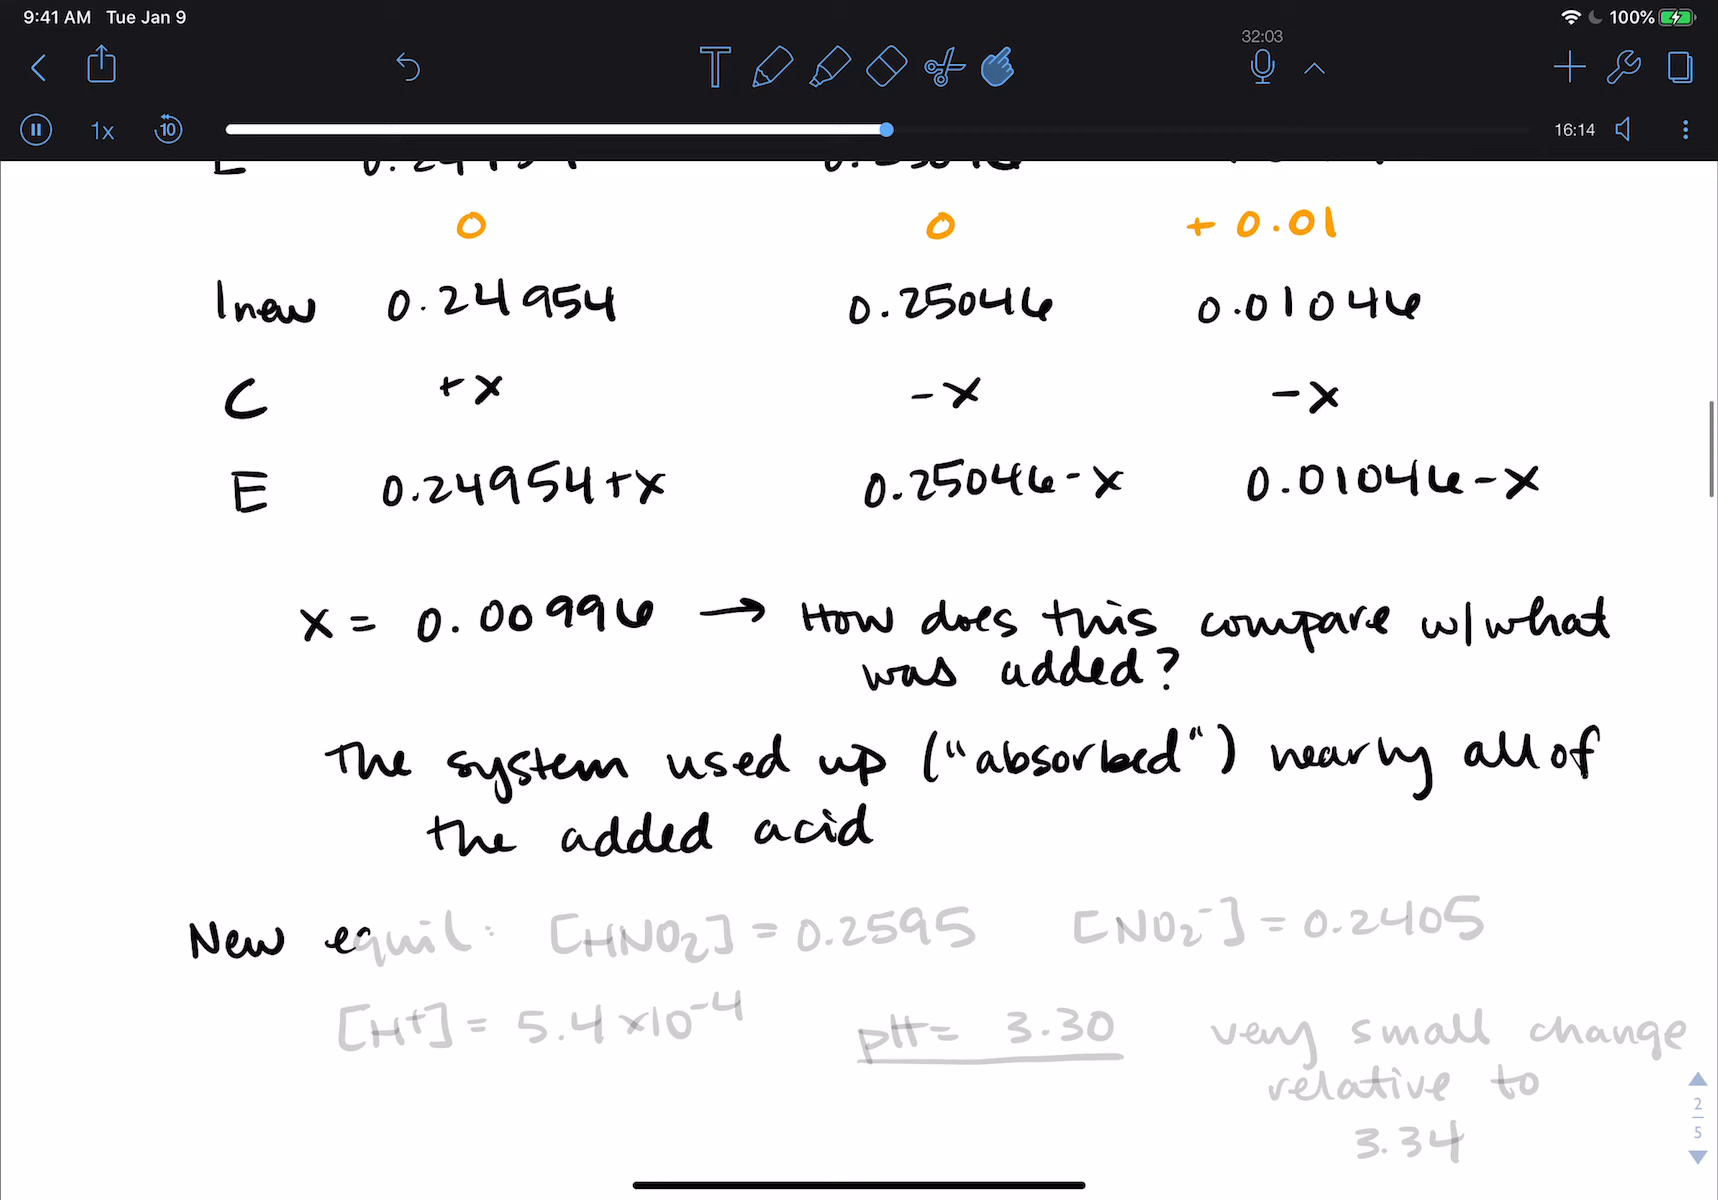 9:41 AM Tue Jan 9 100%
32:03
1x 10 16:14
0 0 + 0.01
Inew 0.24954 0.25046 0.01046
C +x -x -x
E 0.24954+x 0.25046-x 0.01046-x
x = 0.00996 → How does this compare w/what
was added?
The system used up ("absorbed") nearly all of
the added acid
New equil: [HNO₂] = 0.2595 [NO₂⁻] = 0.2405
[H⁺] = 5.4 x10⁻⁴ pH = 3.30 very small change
relative to
3.34
2
5